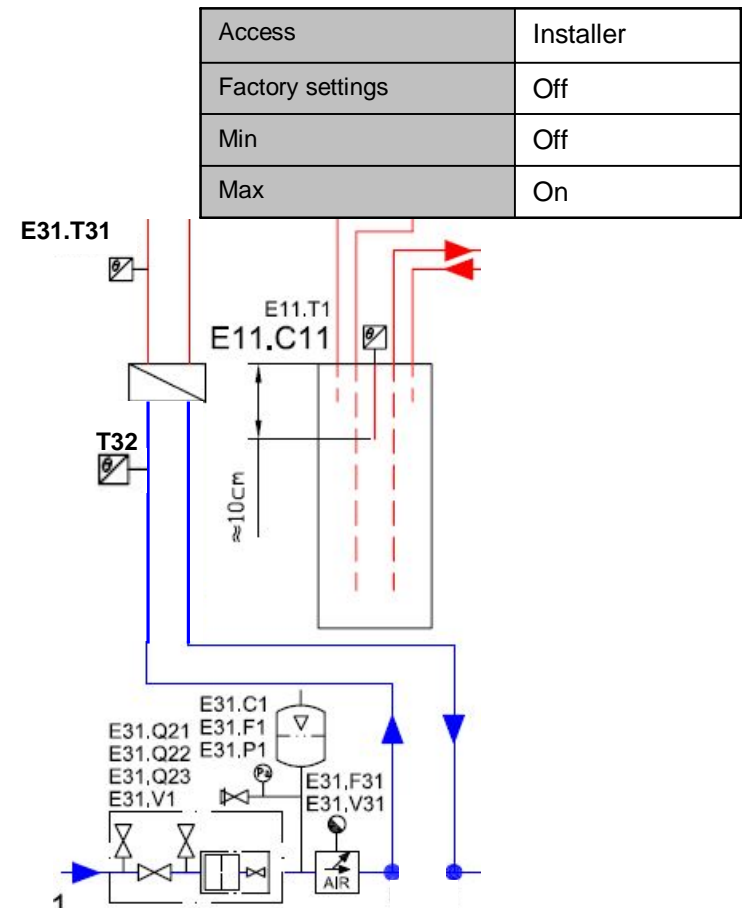 Access Installer
Factory settings Off
Min Off
Max On
E31.T31
E11.T1
E11.C11
T32
≈10cm
E31.C1
E31.Q21 E31.F1
E31.Q22 E31.P1
E31,Q23
E31,V1
Pa
E31,F31
E31,V31
AIR
1